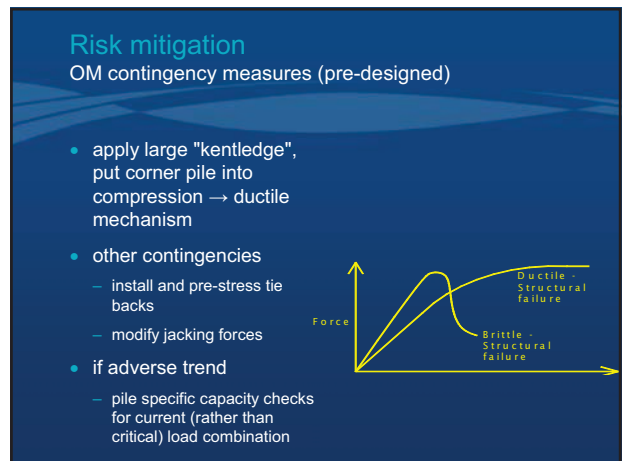 Risk mitigation
OM contingency measures (pre-designed)
• apply large "kentledge",
put corner pile into
compression → ductile
mechanism
• other contingencies
– install and pre-stress tie
backs
– modify jacking forces
• if adverse trend
– pile specific capacity checks
for current (rather than
critical) load combination
Force
Ductile -
Structural
failure
Brittle -
Structural
failure